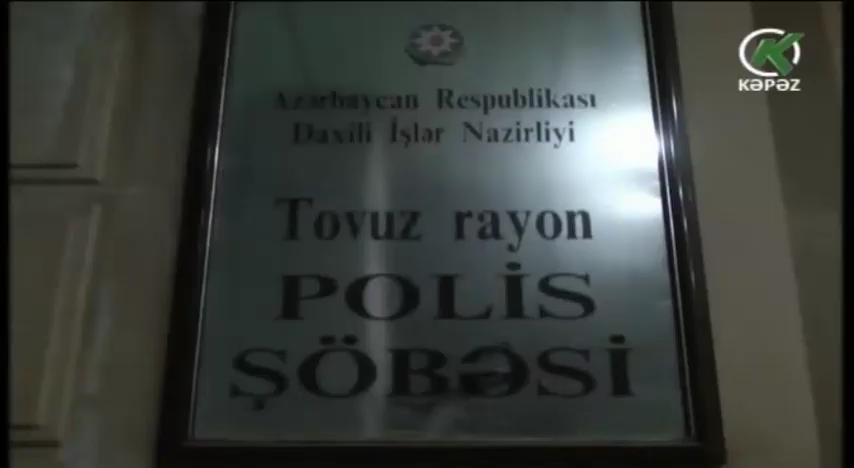 KƏPƏZ
Azərbaycan Respublikası
Daxili İşlər Nazirliyi
Tovuz rayon
POLİS
ŞÖBƏSİ